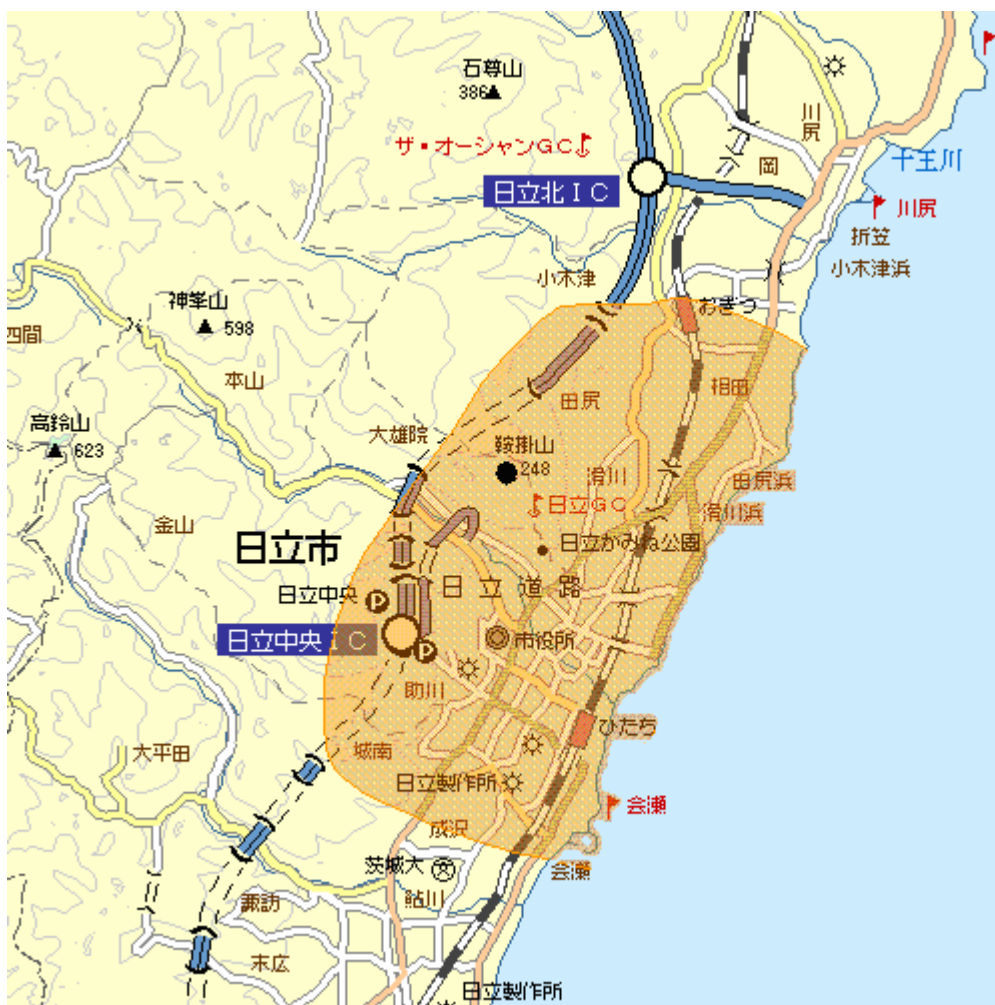 石尊山
386
ザ・オーシャンGC
川尻
岡
十王川
日立北IC
川尻
折笠
小木津浜
小木津
神峯山
598
おぎつ
四間
本山
田尻
相田
高鈴山
623
大雄院
鞍掛山
248
滑川
田尻浜
日立GC
滑川浜
金山
日立市
日立かみね公園
日立中央
P
日立道路
日立中央IC
P
市役所
助川
ひたち
大平田
城南
日立製作所
会瀬
成沢
茨城大
文
会瀬
鮎川
諏訪
末広
日立製作所